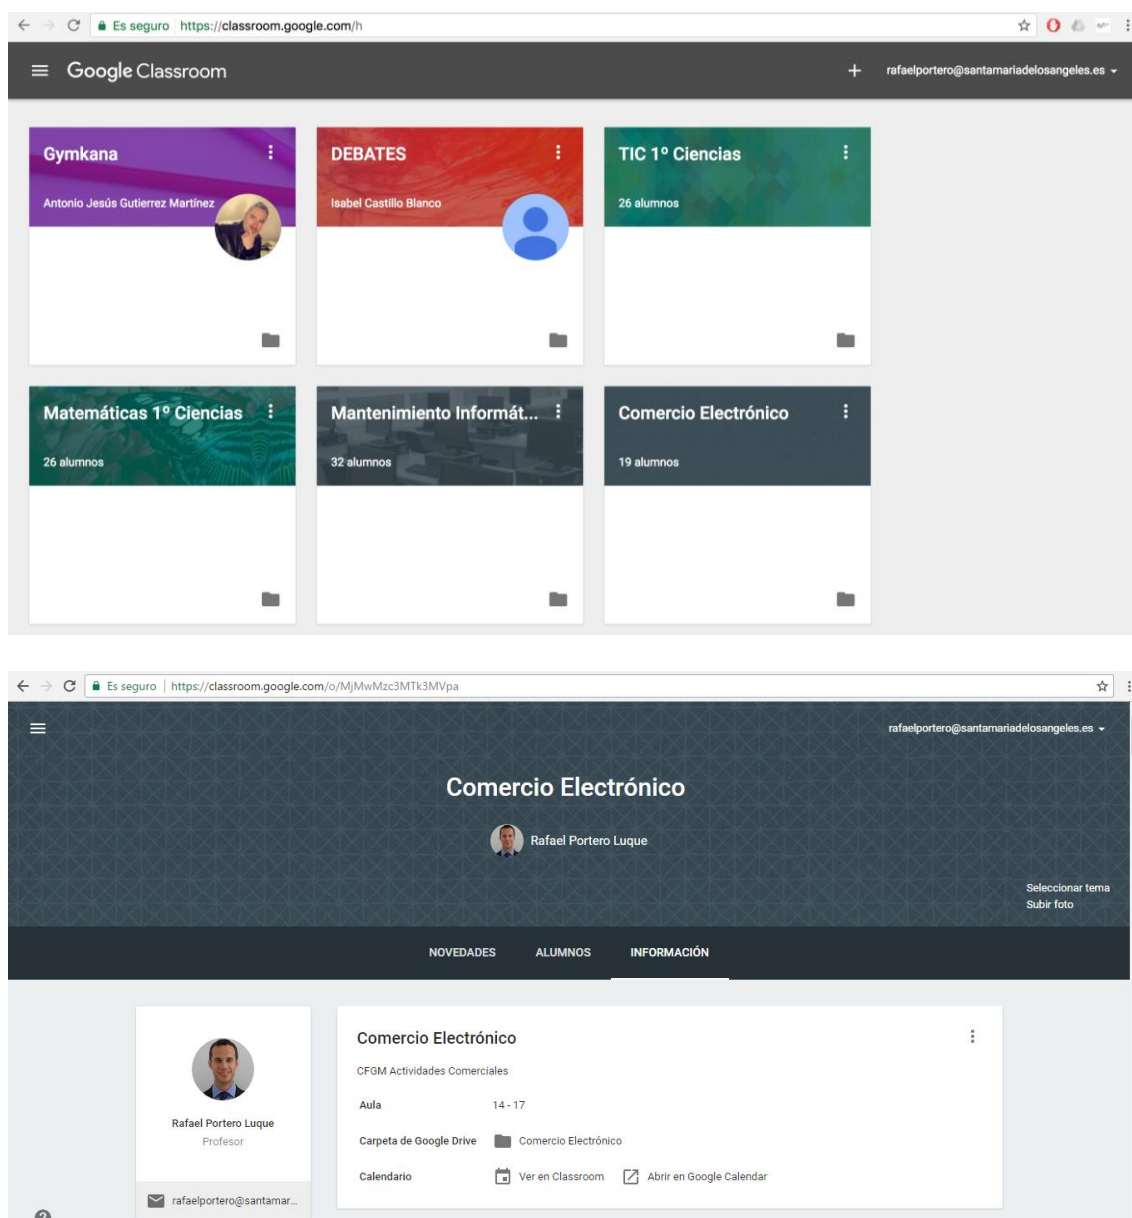 Es seguro https://classroom.google.com/h
Google Classroom
+ rafaelportero@santamariadelosangeles.es
Gymkana
Antonio Jesús Gutierrez Martínez
DEBATES
Isabel Castillo Blanco
TIC 1º Ciencias
26 alumnos
Matemáticas 1º Ciencias
26 alumnos
Mantenimiento Informát...
32 alumnos
Comercio Electrónico
19 alumnos
Es seguro https://classroom.google.com/o/MjMwMzc3MTk3MVpa
rafaelportero@santamariadelosangeles.es
Comercio Electrónico
Rafael Portero Luque
Seleccionar tema
Subir foto
NOVEDADES ALUMNOS INFORMACIÓN
Rafael Portero Luque
Profesor
rafaelportero@santamar...
Comercio Electrónico
CFGM Actividades Comerciales
Aula 14 - 17
Carpeta de Google Drive Comercio Electrónico
Calendario Ver en Classroom Abrir en Google Calendar